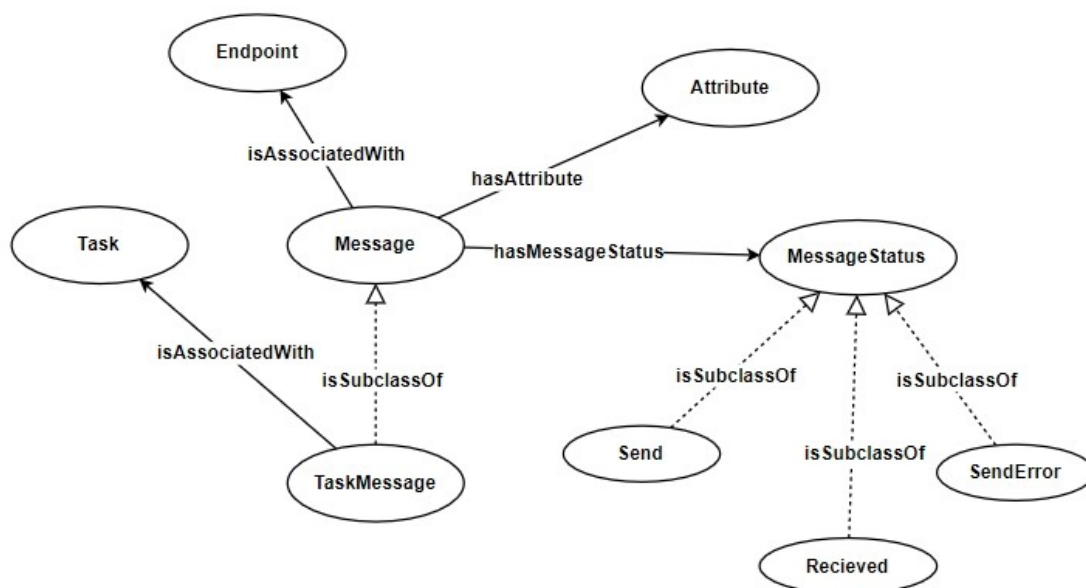 Endpoint
Attribute
isAssociatedWith
hasAttribute
Task
Message
hasMessageStatus
MessageStatus
isAssociatedWith
isSubclassOf
isSubclassOf
isSubclassOf
Send
isSubclassOf
SendError
TaskMessage
Recieved